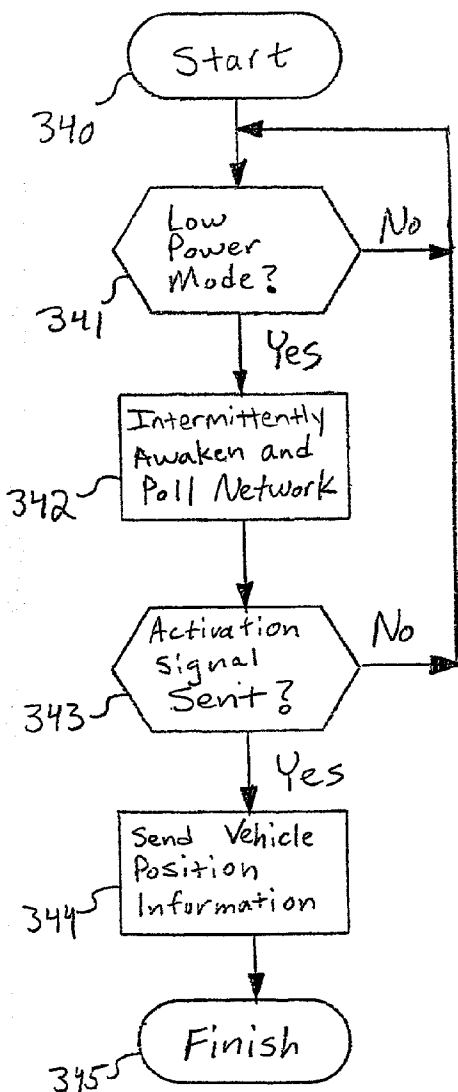 Start
340
Low
Power
Mode?
No
341
Yes
Intermittently
Awaken and
Poll Network
342
Activation
Signal
Sent?
No
343
Yes
Send Vehicle
Position
Information
344
Finish
345